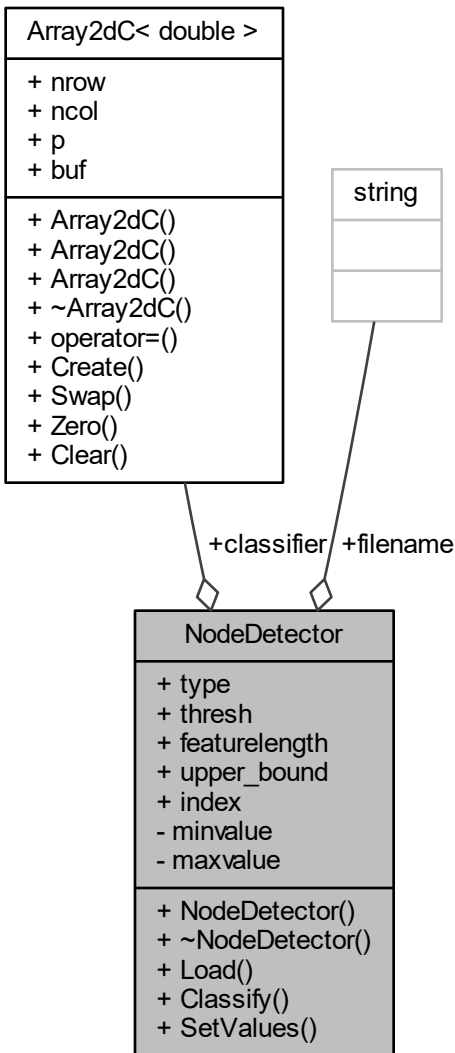 Array2dC< double >
+ nrow
+ ncol
+ p
+ buf
+ Array2dC()
+ Array2dC()
+ Array2dC()
+ ~Array2dC()
+ operator=()
+ Create()
+ Swap()
+ Zero()
+ Clear()
string
+classifier
+filename
NodeDetector
+ type
+ thresh
+ featurelength
+ upper_bound
+ index
- minvalue
- maxvalue
+ NodeDetector()
+ ~NodeDetector()
+ Load()
+ Classify()
+ SetValues()